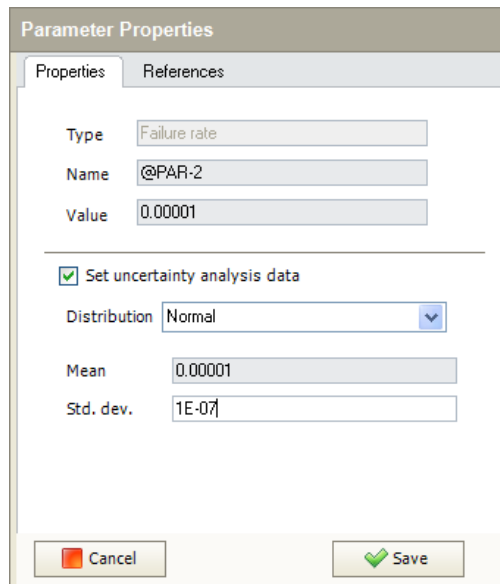 Parameter Properties
Properties References
Type Failure rate
Name @PAR-2
Value 0.00001
Set uncertainty analysis data
Distribution Normal
Mean 0.00001
Std. dev. 1E-07
Cancel Save